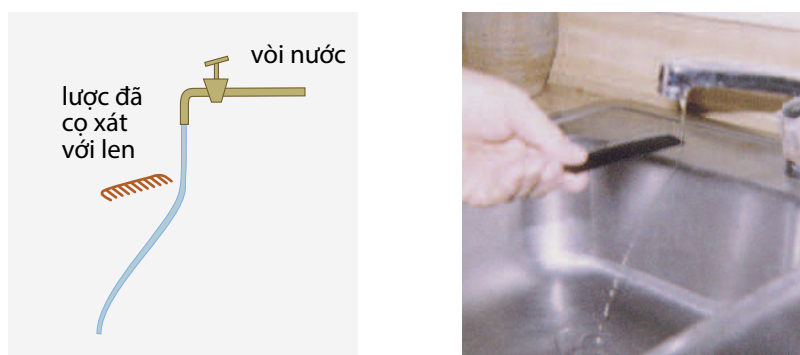 vòi nước
lược đã
cọ xát
với len